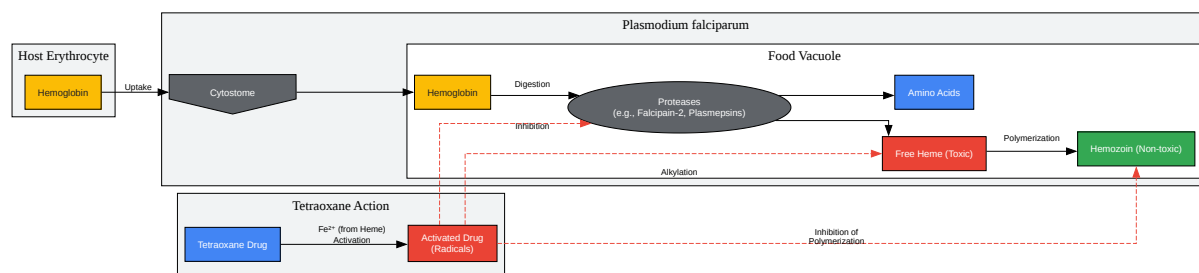 Plasmodium falciparum
Host Erythrocyte
Food Vacuole
Hemoglobin
Uptake
Cytostome
Hemoglobin
Digestion
Proteases
(e.g., Falcipain-2, Plasmepsins)
Amino Acids
Inhibition
Free Heme (Toxic)
Polymerization
Hemozoin (Non-toxic)
Alkylation
Tetraoxane Action
Tetraoxane Drug
Fe²⁺ (from Heme)
Activation
Activated Drug
(Radicals)
Inhibition of
Polymerization